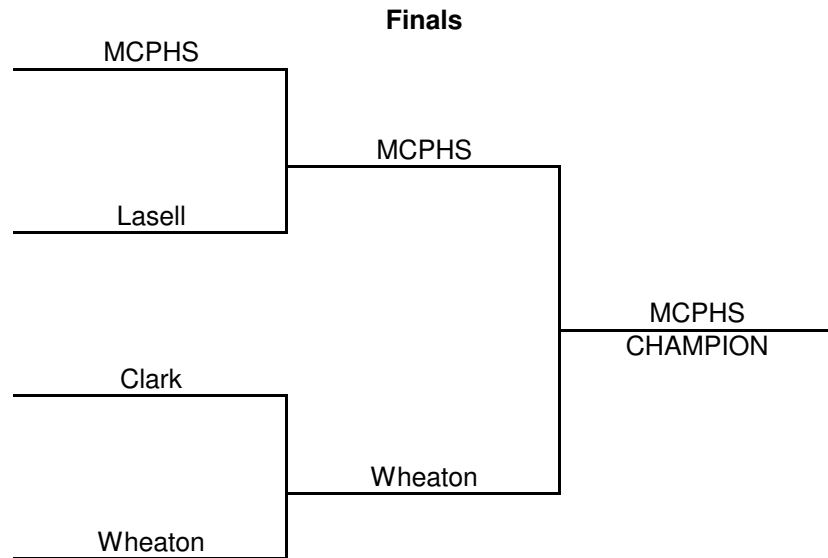 Finals
MCPHS
MCPHS
Lasell
MCPHS
CHAMPION
Clark
Wheaton
Wheaton